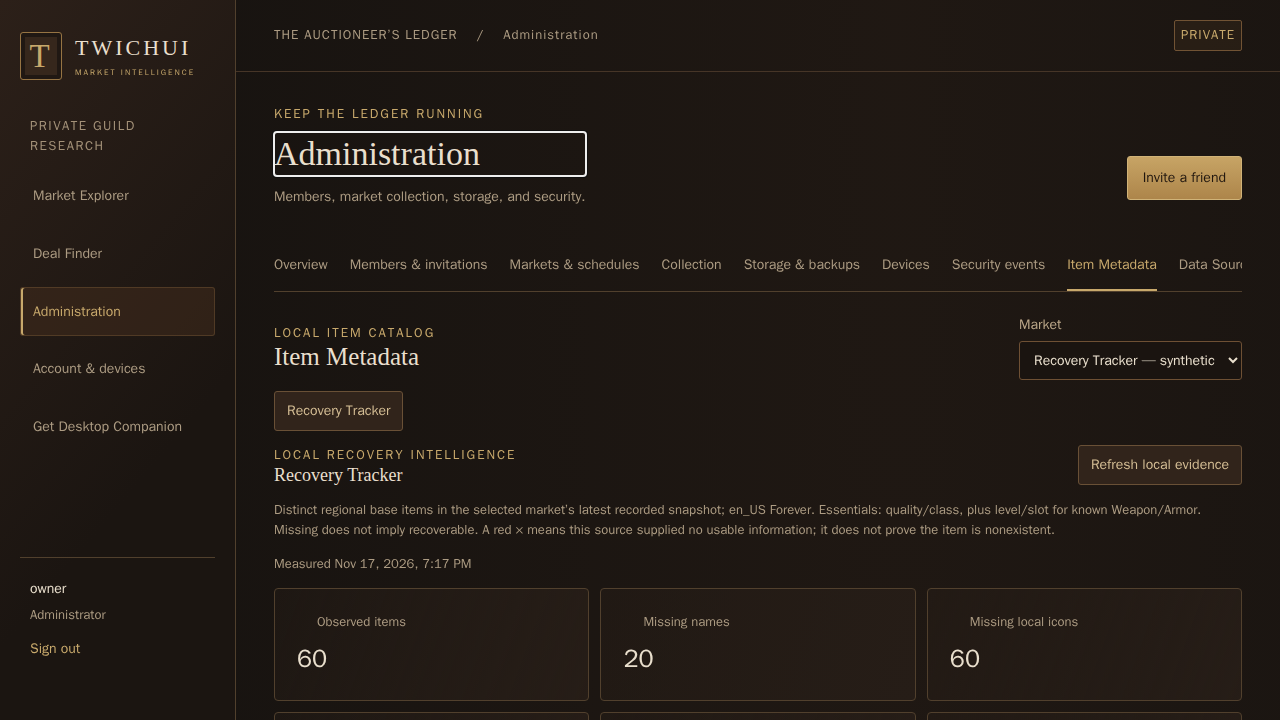 T
TWICHUI
MARKET INTELLIGENCE
PRIVATE GUILD
RESEARCH
Market Explorer
Deal Finder
Administration
Account & devices
Get Desktop Companion
owner
Administrator
Sign out
THE AUCTIONEER'S LEDGER / Administration
PRIVATE
KEEP THE LEDGER RUNNING
Administration
Members, market collection, storage, and security.
Invite a friend
Overview Members & invitations Markets & schedules Collection Storage & backups Devices Security events Item Metadata Data Sour
LOCAL ITEM CATALOG
Item Metadata
Market
Recovery Tracker — synthetic
Recovery Tracker
LOCAL RECOVERY INTELLIGENCE
Recovery Tracker
Refresh local evidence
Distinct regional base items in the selected market's latest recorded snapshot; en_US Forever. Essentials: quality/class, plus level/slot for known Weapon/Armor.
Missing does not imply recoverable. A red × means this source supplied no usable information; it does not prove the item is nonexistent.
Measured Nov 17, 2026, 7:17 PM
Observed items
60
Missing names
20
Missing local icons
60